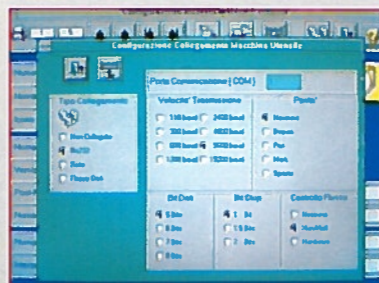 Configurazione Collegamento Macchina Utensile
Porta Comunicazione [ COM ]
Tipo Collegamento
Non Collegato
Rs232
Rete
Floppy Disk
Velocita' Trasmissione
110 baud
300 baud
600 baud
1200 baud
2400 baud
4800 baud
9600 baud
19200 baud
Parita'
Nessuna
Dispari
Pari
Mark
Space
Bit Dati
5 Bits
6 Bits
7 Bits
8 Bits
Bit Stop
1 Bit
1.5 Bits
2 Bits
Controllo Flusso
Nessuno
Xon/Xoff
Hardware